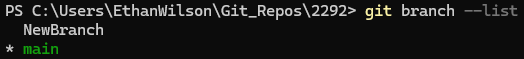 PS C:\Users\EthanWilson\Git_Repos\2292> git branch --list
  NewBranch
* main